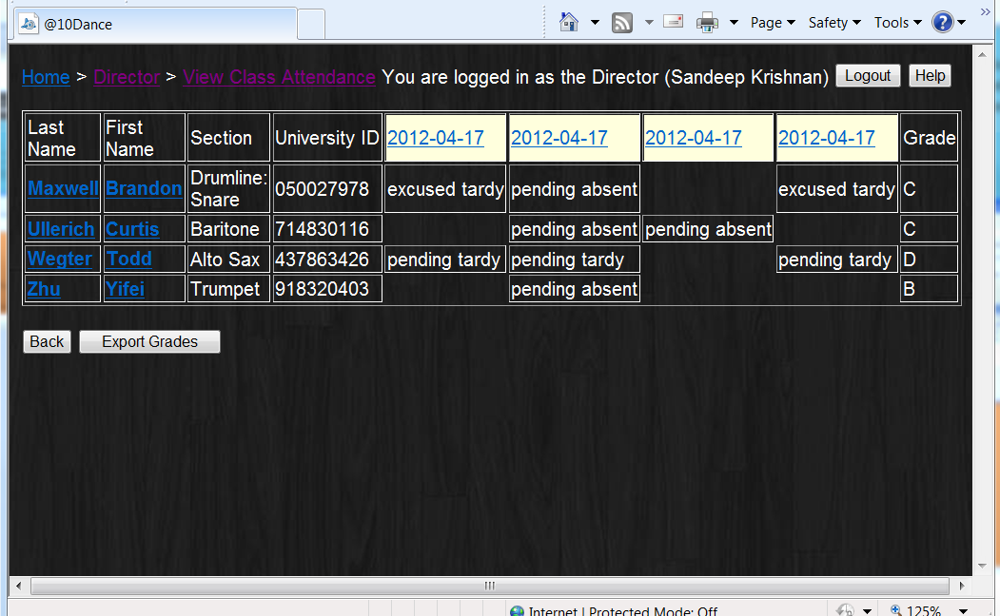 @10Dance
Page Safety Tools »
Home > Director > View Class Attendance You are logged in as the Director (Sandeep Krishnan) Logout Help
Last Name First Name Section University ID 2012-04-17 2012-04-17 2012-04-17 2012-04-17 Grade
Maxwell Brandon Drumline: Snare 050027978 excused tardy pending absent excused tardy C
Ullerich Curtis Baritone 714830116 pending absent pending absent C
Wegter Todd Alto Sax 437863426 pending tardy pending tardy pending tardy D
Zhu Yifei Trumpet 918320403 pending absent B
Back Export Grades
Internet | Protected Mode: Off 125%